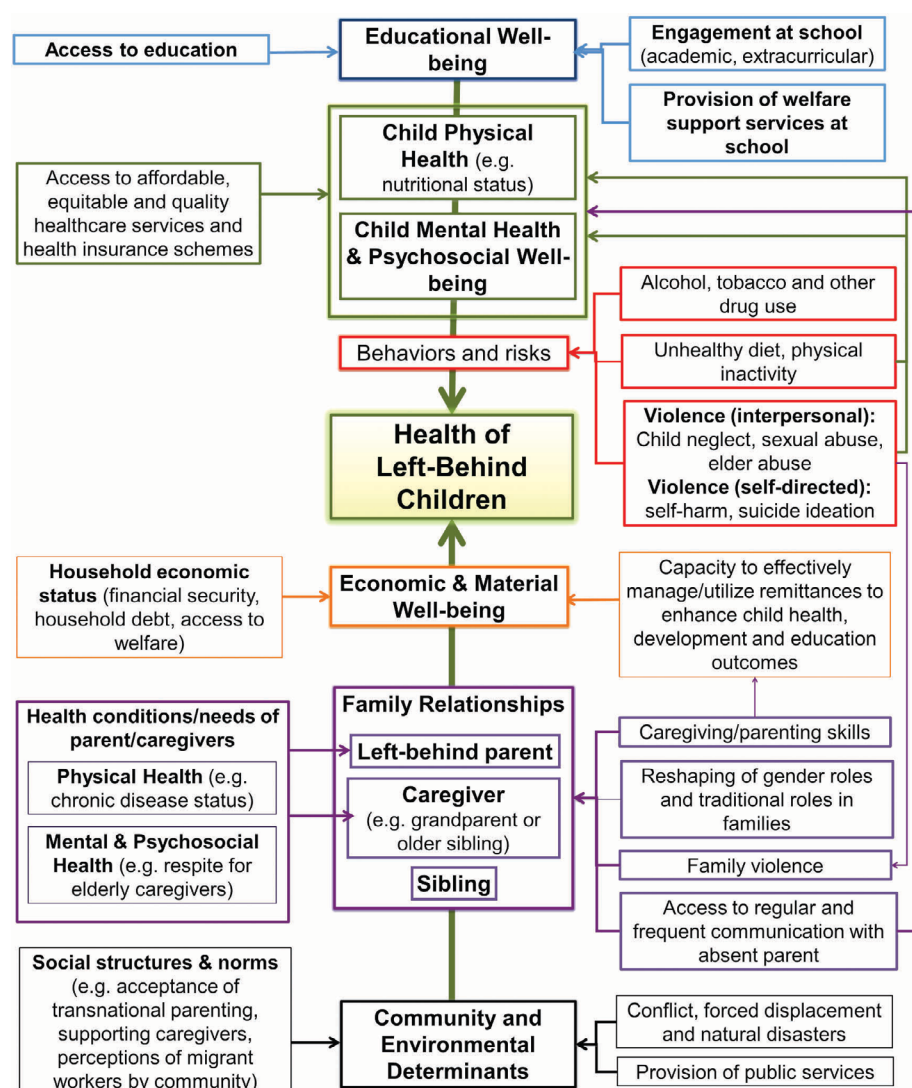 Access to education
Educational Well-
being
Engagement at school
(academic, extracurricular)
Provision of welfare
support services at
school
Child Physical
Health (e.g.
nutritional status)
Access to affordable,
equitable and quality
healthcare services and
health insurance schemes
Child Mental Health
& Psychosocial Well-
being
Alcohol, tobacco and other
drug use
Behaviors and risks
Unhealthy diet, physical
inactivity
Violence (interpersonal):
Child neglect, sexual abuse,
elder abuse
Violence (self-directed):
self-harm, suicide ideation
Health of
Left-Behind
Children
Household economic
status (financial security,
household debt, access to
welfare)
Economic & Material
Well-being
Capacity to effectively
manage/utilize remittances to
enhance child health,
development and education
outcomes
Health conditions/needs of
parent/caregivers
Physical Health (e.g.
chronic disease status)
Mental & Psychosocial
Health (e.g. respite for
elderly caregivers)
Family Relationships
Left-behind parent
Caregiver
(e.g. grandparent or
older sibling)
Sibling
Caregiving/parenting skills
Reshaping of gender roles
and traditional roles in
families
Family violence
Access to regular and
frequent communication with
absent parent
Social structures & norms
(e.g. acceptance of
transnational parenting,
supporting caregivers,
perceptions of migrant
workers by community)
Community and
Environmental
Determinants
Conflict, forced displacement
and natural disasters
Provision of public services